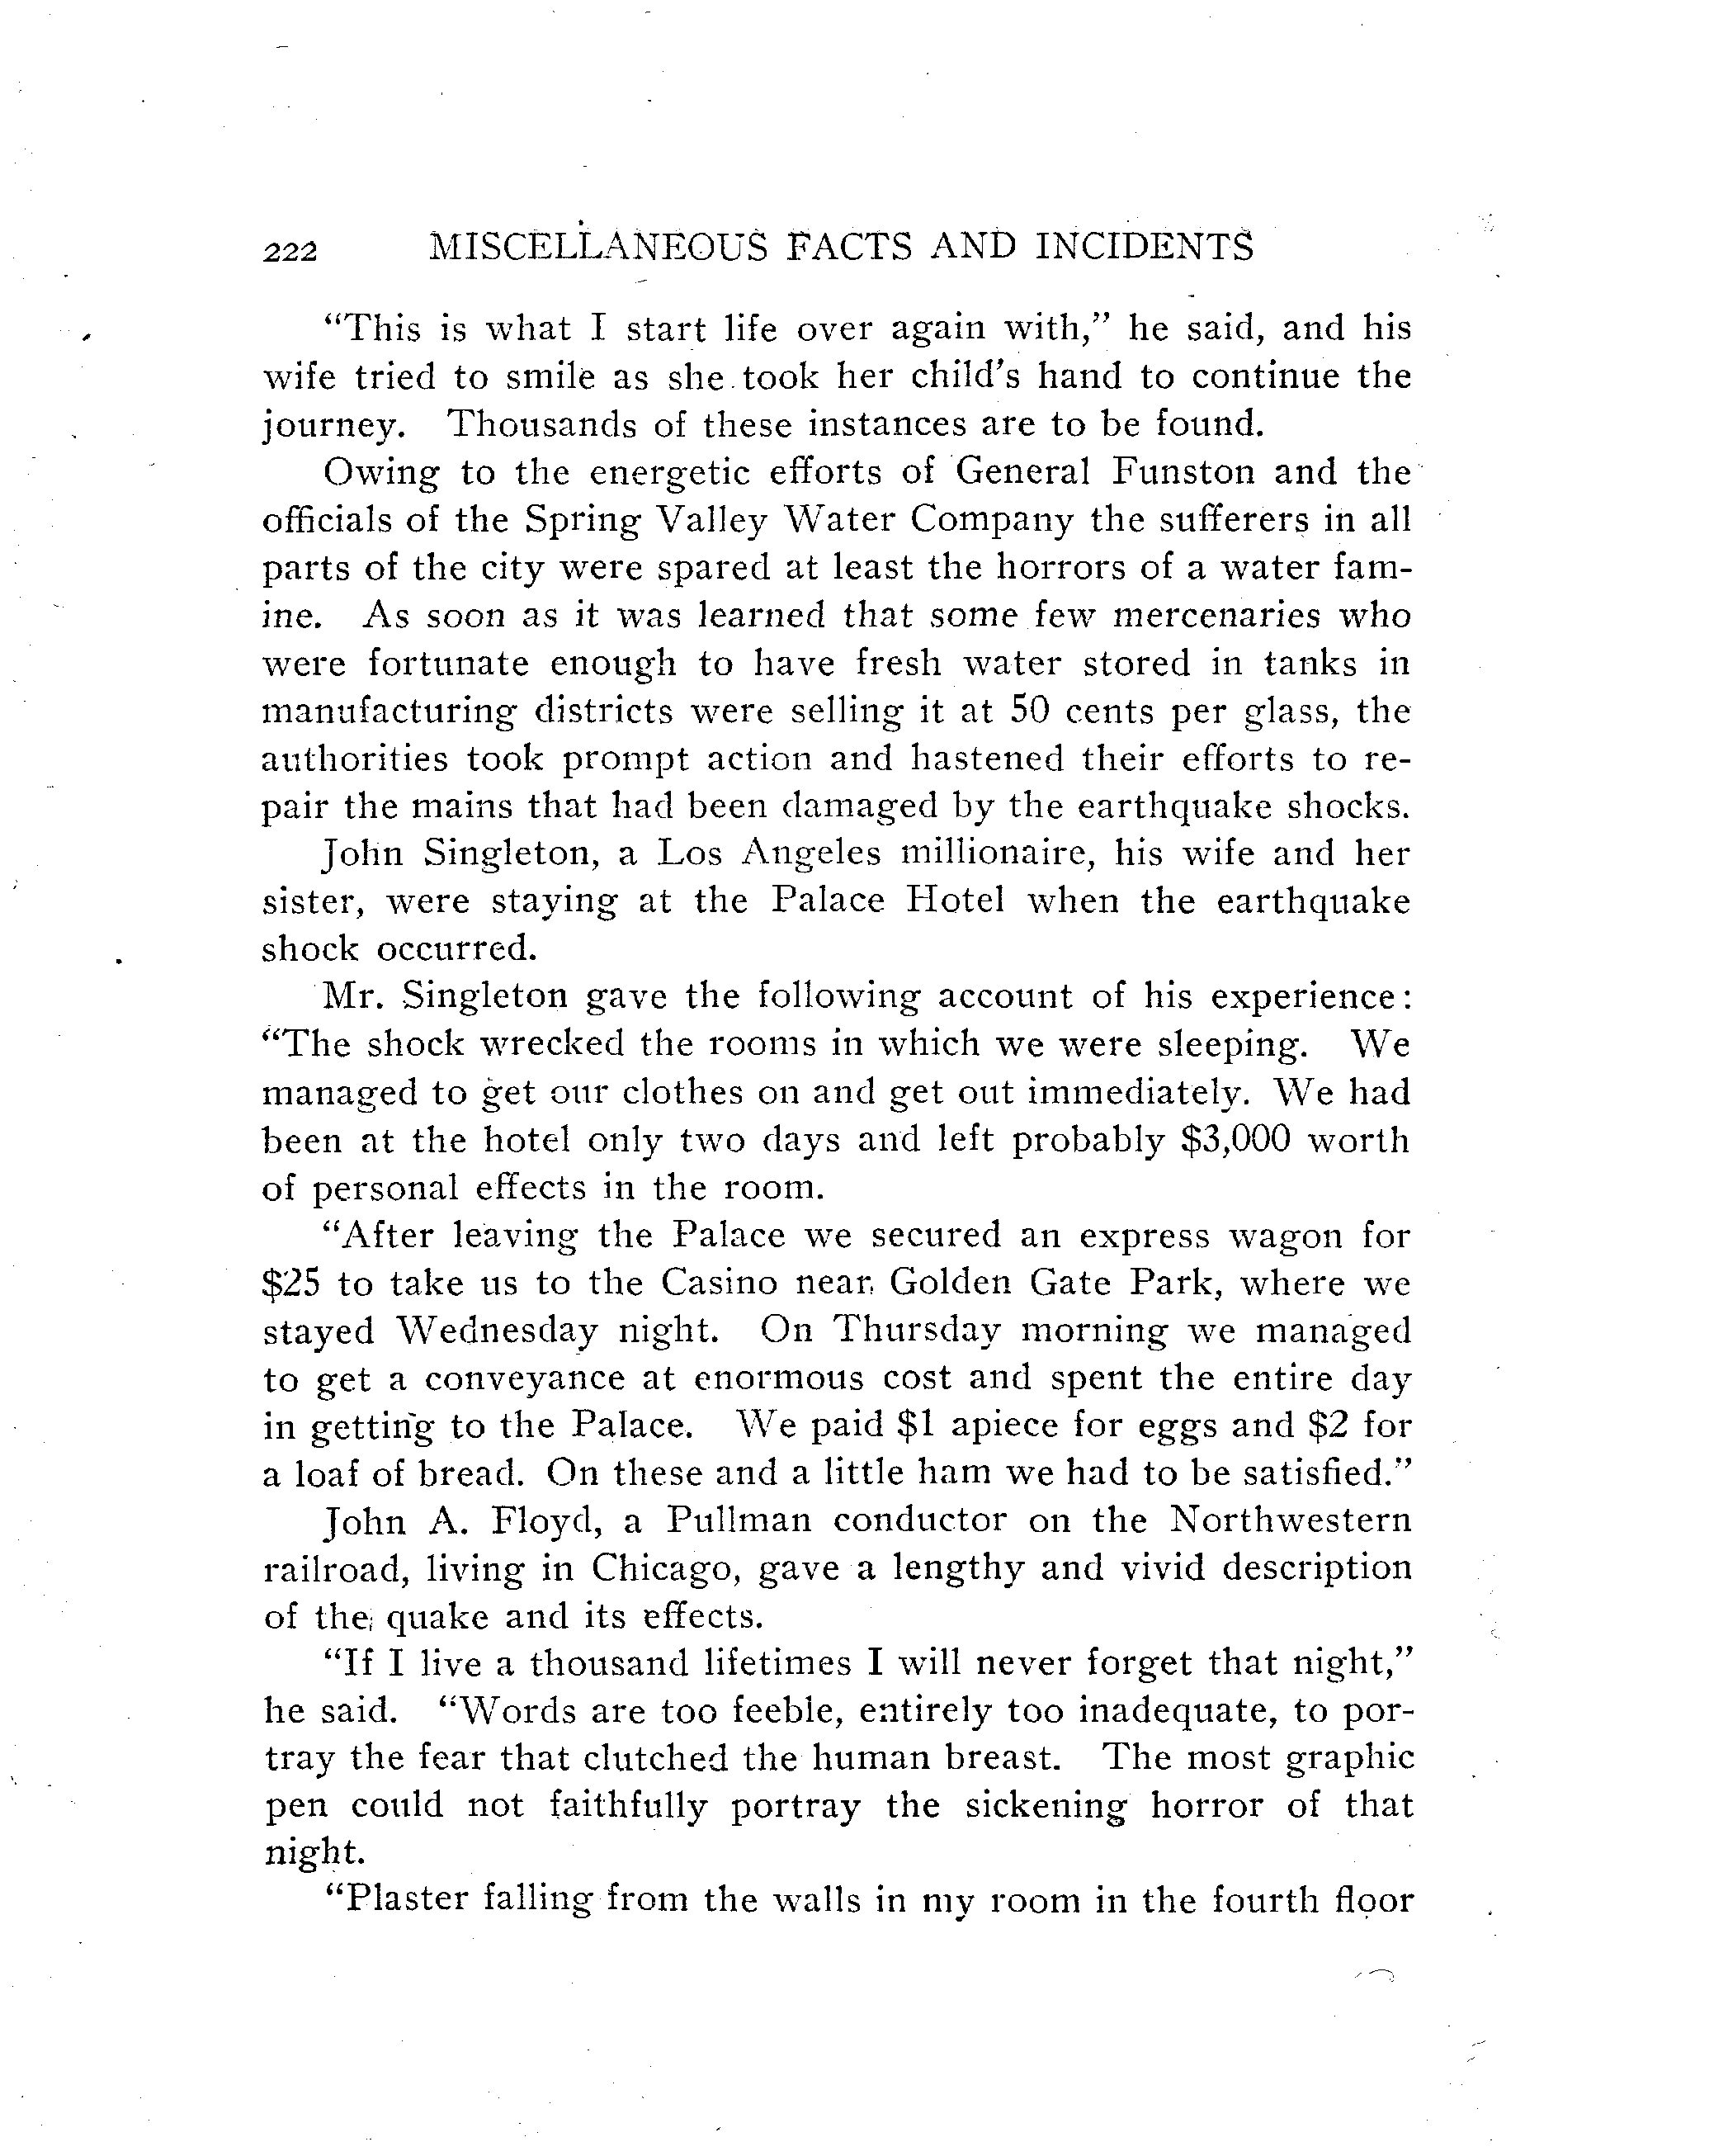 222 MISCELLANEOUS FACTS AND INCIDENTS
“This is what I start life over again with,” he said, and his
wife tried to smile as she took her child’s hand to continue the
journey. Thousands of these instances are to be found.
Owing to the energetic efforts of General Funston and the
officials of the Spring Valley Water Company the sufferers in all
parts of the city were spared at least the horrors of a water fam-
ine. As soon as it was learned that some few mercenaries who
were fortunate enough to have fresh water stored in tanks in
manufacturing districts were selling it at 50 cents per glass, the
authorities took prompt action and hastened their efforts to re-
pair the mains that had been damaged by the earthquake shocks.
John Singleton, a Los Angeles millionaire, his wife and her
sister, were staying at the Palace Hotel when the earthquake
shock occurred.
Mr. Singleton gave the following account of his experience:
“The shock wrecked the rooms in which we were sleeping. We
managed to get our clothes on and get out immediately. We had
been at the hotel only two days and left probably $3,000 worth
of personal effects in the room.
“After leaving the Palace we secured an express wagon for
$25 to take us to the Casino near Golden Gate Park, where we
stayed Wednesday night. On Thursday morning we managed
to get a conveyance at enormous cost and spent the entire day
in getting to the Palace. We paid $1 apiece for eggs and $2 for
a loaf of bread. On these and a little ham we had to be satisfied.”
John A. Floyd, a Pullman conductor on the Northwestern
railroad, living in Chicago, gave a lengthy and vivid description
of the quake and its effects.
“If I live a thousand lifetimes I will never forget that night,”
he said. “Words are too feeble, entirely too inadequate, to por-
tray the fear that clutched the human breast. The most graphic
pen could not faithfully portray the sickening horror of that
night.
“Plaster falling from the walls in my room in the fourth floor